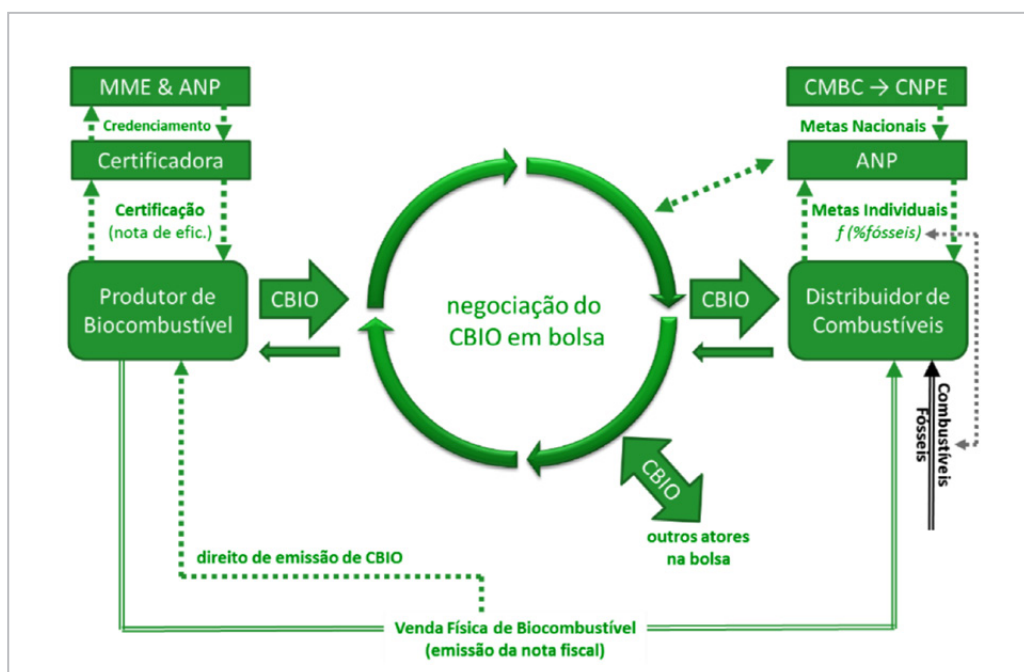 MME & ANP
Credenciamento
Certificadora
Certificação
(nota de efic.)
Produtor de
Biocombustível
CBIO
negociação do
CBIO em bolsa
CBIO
CMBC → CNPE
Metas Nacionais
ANP
Metas Individuais
f (%fósseis)
Distribuidor de
Combustíveis
Combustíveis
Fósseis
CBIO
outros atores
na bolsa
direito de emissão de CBIO
Venda Física de Biocombustível
(emissão da nota fiscal)